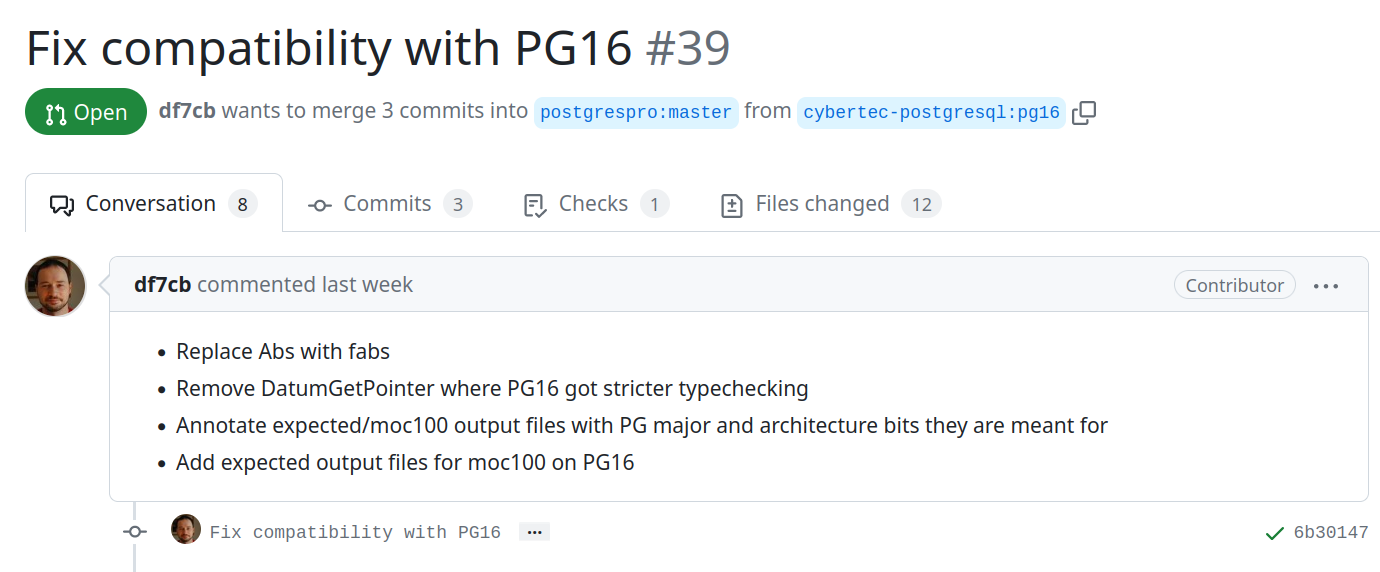 Fix compatibility with PG16 #39
Open df7cb wants to merge 3 commits into postgrespro:master from cybertec-postgresql:pg16
Conversation 8 Commits 3 Checks 1 Files changed 12
df7cb commented last week Contributor ...
• Replace Abs with fabs
• Remove DatumGetPointer where PG16 got stricter typechecking
• Annotate expected/moc100 output files with PG major and architecture bits they are meant for
• Add expected output files for moc100 on PG16
Fix compatibility with PG16 ... 6b30147